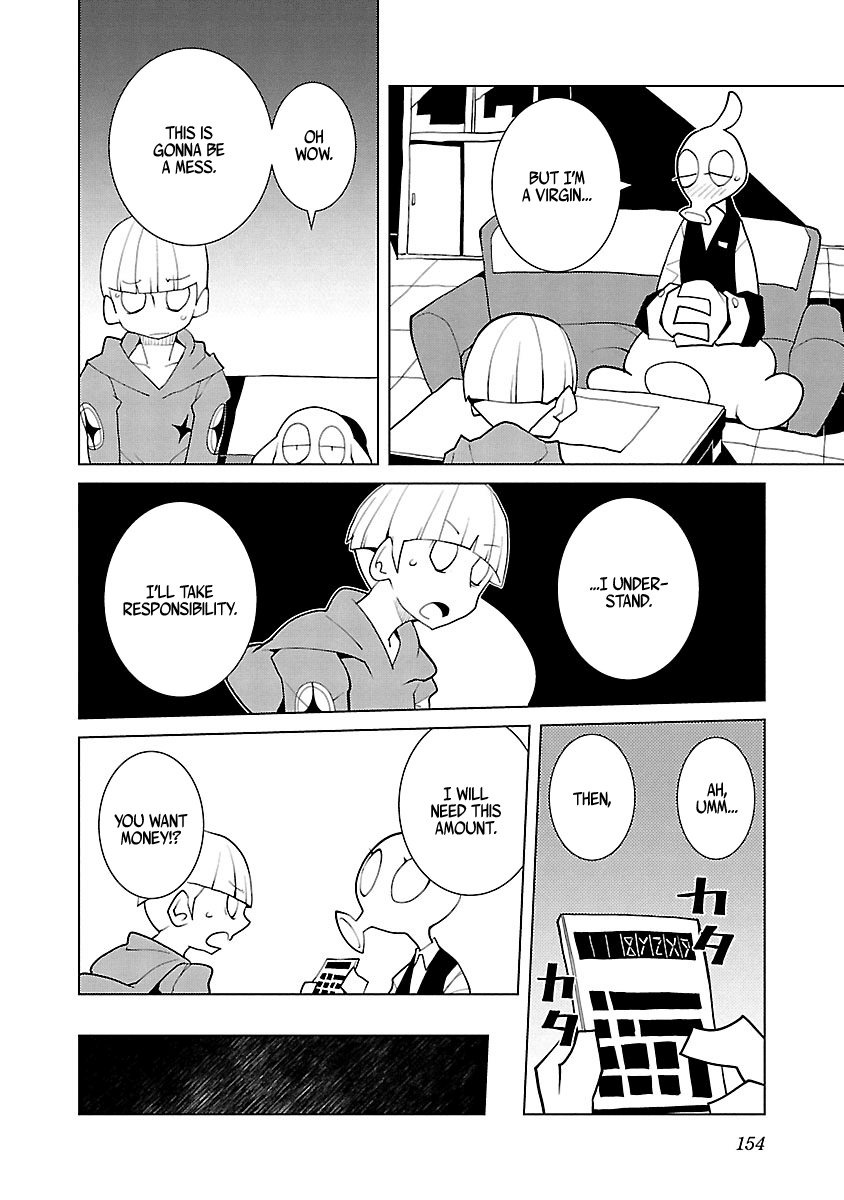 BUT I'M
A VIRGIN...
OH
WOW.
THIS IS
GONNA BE
A MESS.
...I UNDER-
STAND.
I'LL TAKE
RESPONSIBILITY.
AH,
UMM...
THEN,
カタ
カタ
I WILL
NEED THIS
AMOUNT.
YOU WANT
MONEY!?
154